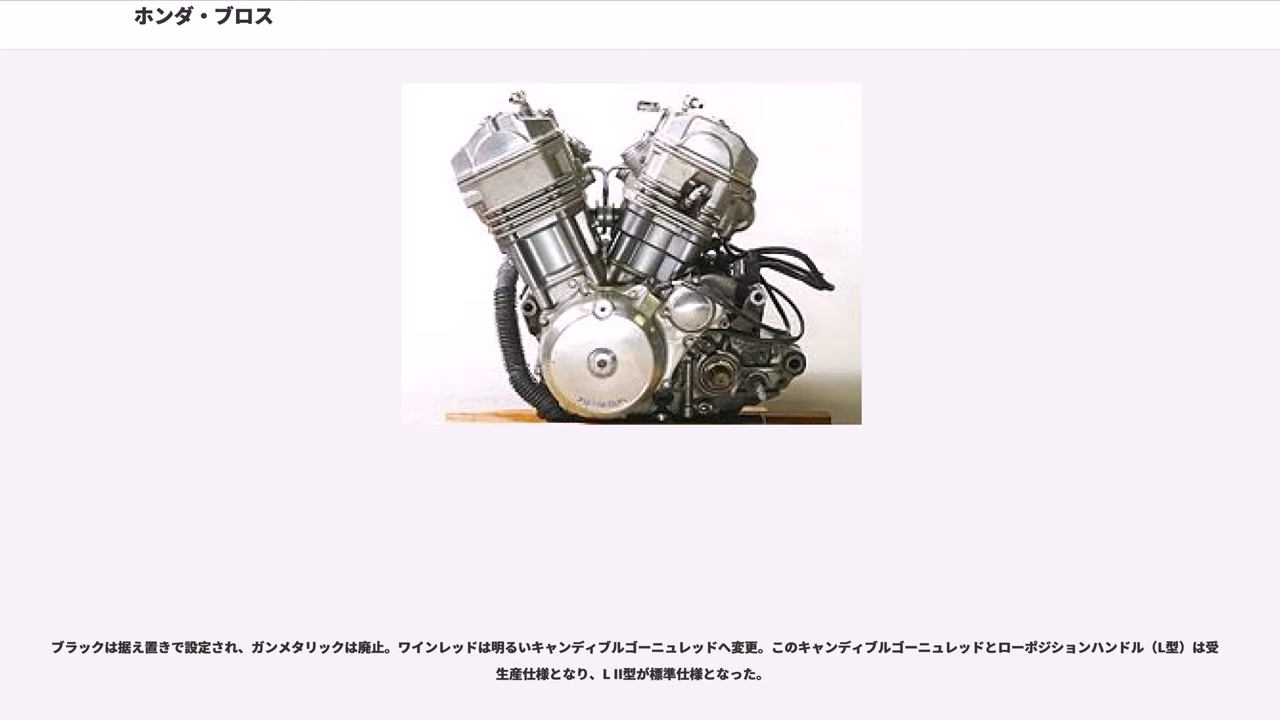 ホンダ・ブロス
ブラックは据え置きで設定され、ガンメタリックは廃止。ワインレッドは明るいキャンディブルゴーニュレッドへ変更。このキャンディブルゴーニュレッドとローポジションハンドル（L型）は受
生産仕様となり、L II型が標準仕様となった。